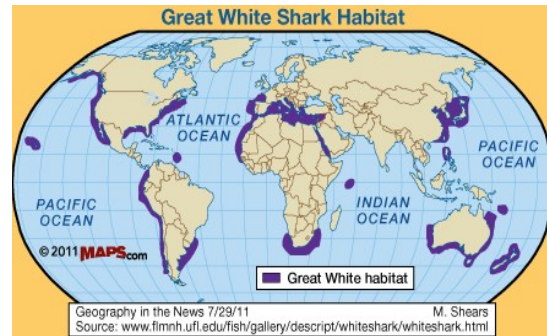 Great White Shark Habitat
ATLANTIC
OCEAN
PACIFIC
OCEAN
PACIFIC
OCEAN
INDIAN
OCEAN
© 2011 MAPS.com
Great White habitat
Geography in the News 7/29/11 M. Shears
Source: www.flmnh.ufl.edu/fish/gallery/descript/whiteshark/whiteshark.html